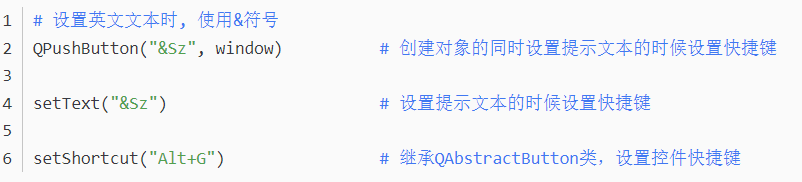 1 # 设置英文文本时, 使用&符号
2 QPushButton("&Sz", window) # 创建对象的同时设置提示文本的时候设置快捷键
3
4 setText("&Sz") # 设置提示文本的时候设置快捷键
5
6 setShortcut("Alt+G") # 继承QAbstractButton类，设置控件快捷键